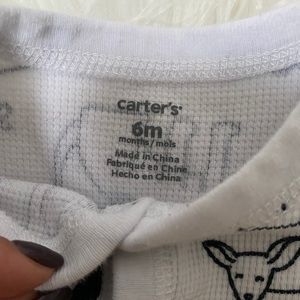 carter's®
6m
months / mois
Made in China
Fabriqué en Chine
Hecho en China